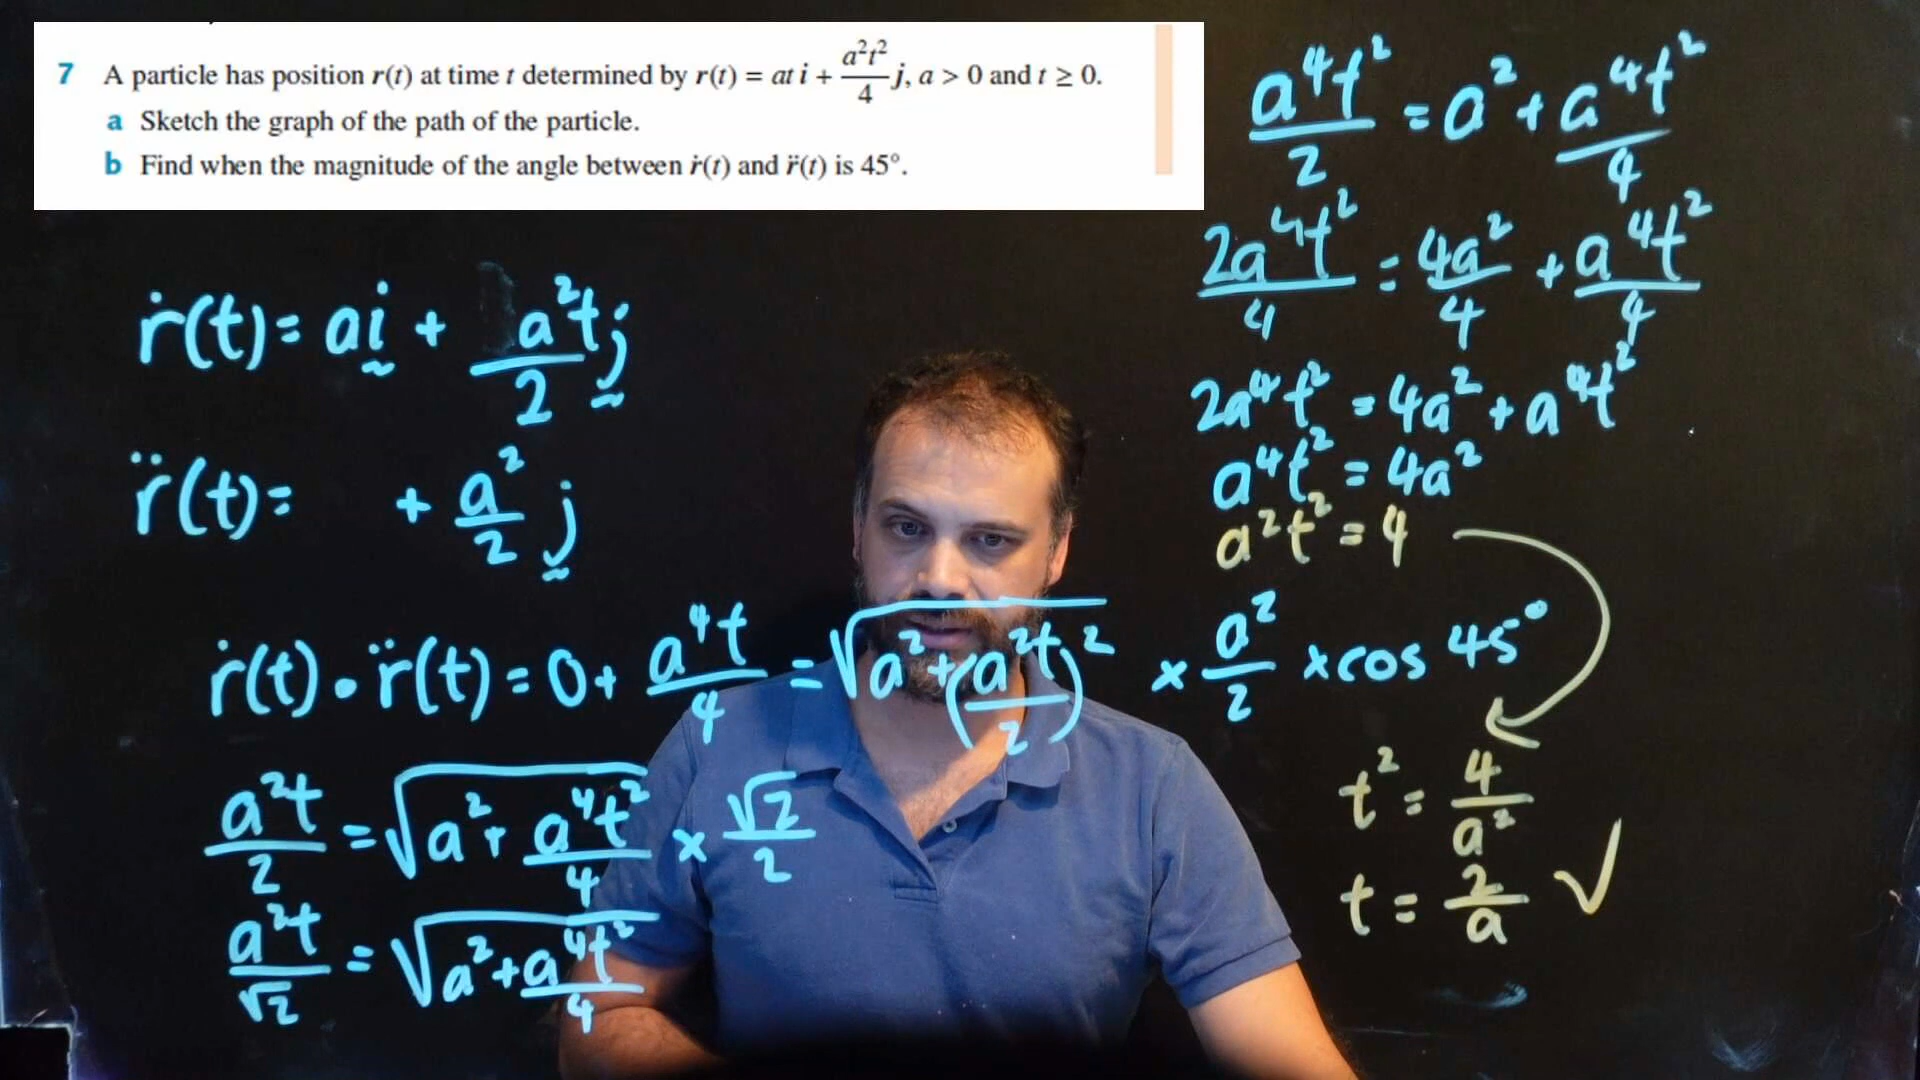 7 A particle has position r(t) at time t determined by r(t) = at i + a²t²/4 j, a > 0 and t ≥ 0.
a Sketch the graph of the path of the particle.
b Find when the magnitude of the angle between ṙ(t) and r̈(t) is 45°.
ṙ(t) = ai + a²t/2 j
r̈(t) = + a²/2 j
ṙ(t) · r̈(t) = 0 + a⁴t/4 = √(a² + (a²t/2)²) × a²/2 × cos 45°
a²t/2 = √(a² + a⁴t²/4) × √2/2
a²t/√2 = √(a² + a⁴t²/4)
a⁴t²/2 = a² + a⁴t²/4
2a⁴t²/4 = 4a²/4 + a⁴t²/4
2a⁴t² = 4a² + a⁴t²
a⁴t² = 4a²
a²t² = 4
t² = 4/a²
t = 2/a ✓